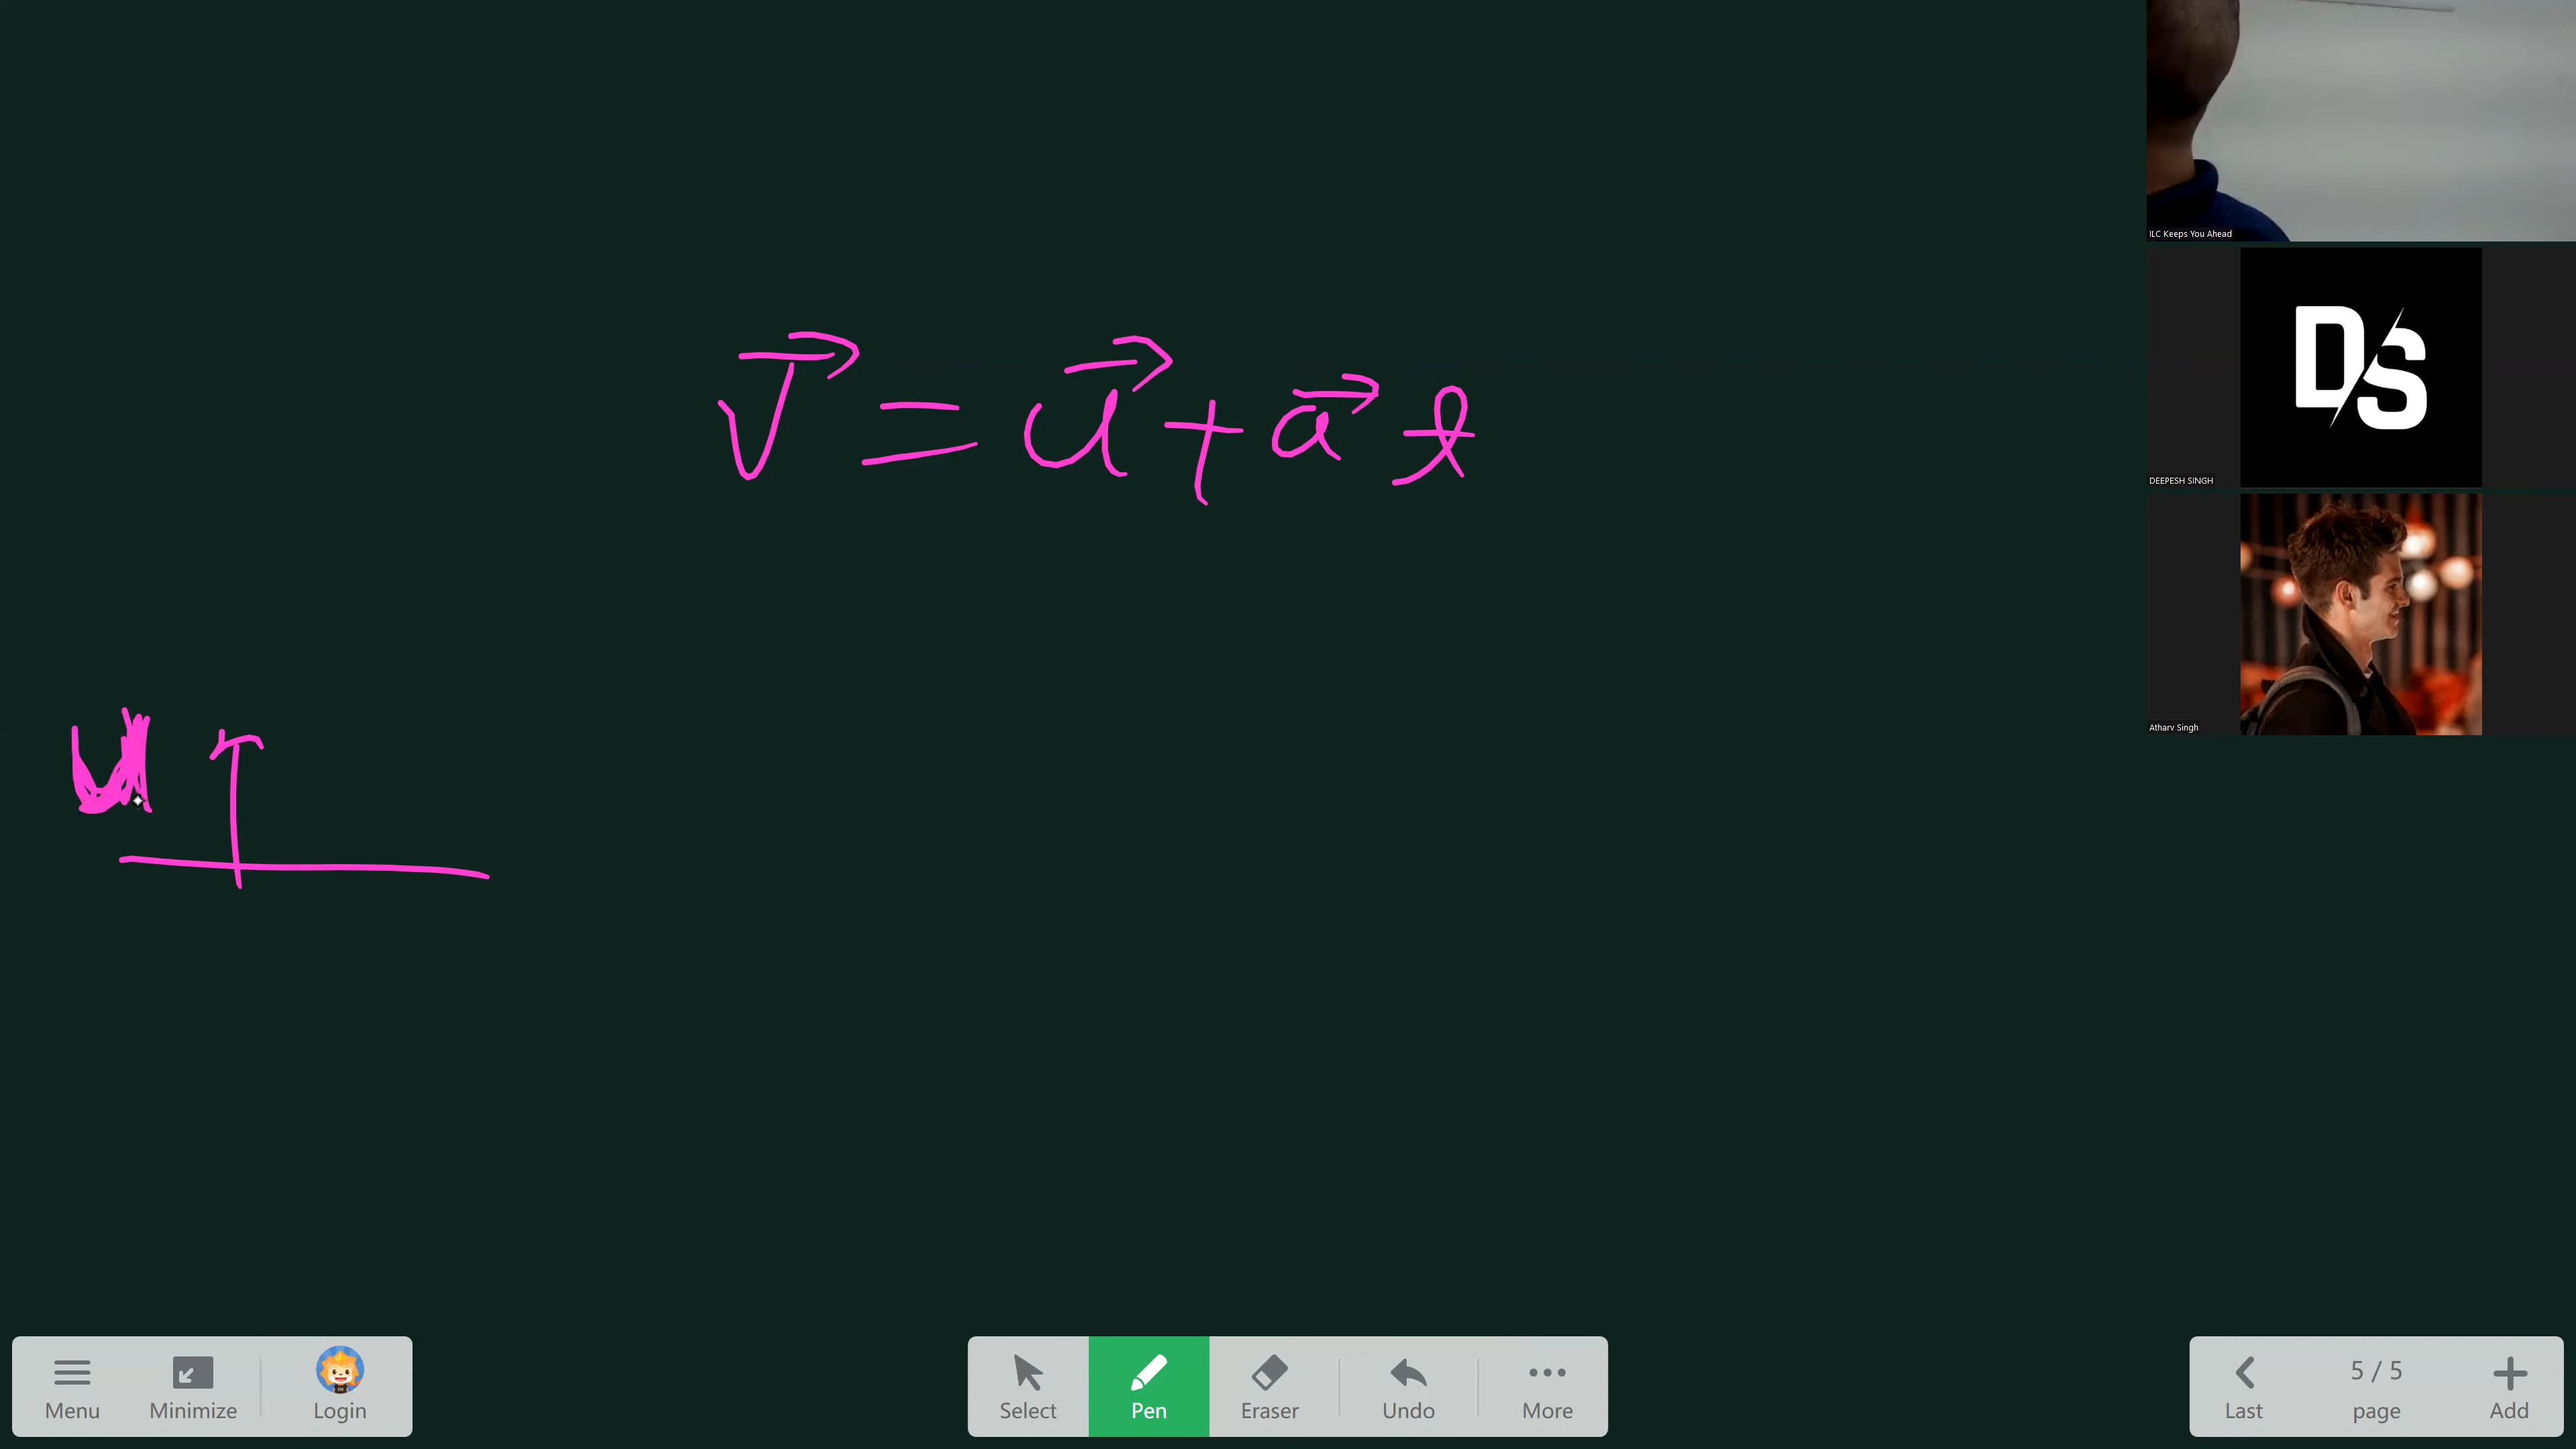 ILC Keeps You Ahead
v⃗ = u⃗ + a⃗ t
DS
DEEPESH SINGH
Atharv Singh
u
Menu Minimize Login
Select Pen Eraser Undo More
5 / 5
Last page Add